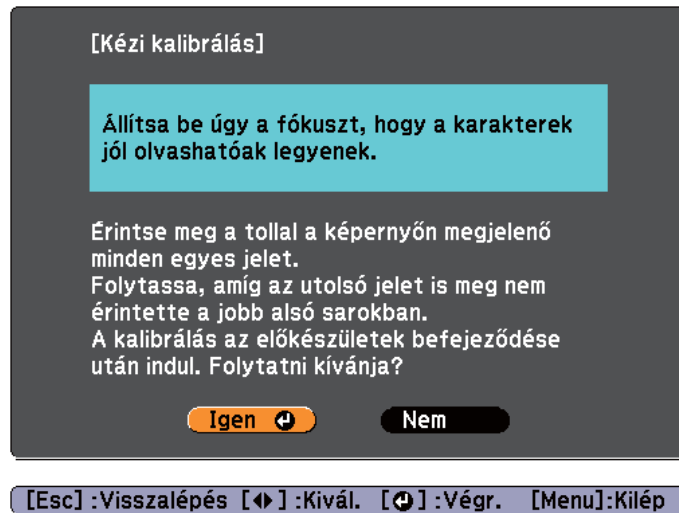 [Kézi kalibrálás]
Állítsa be úgy a fókuszt, hogy a karakterek
jól olvashatóak legyenek.
Érintse meg a tollal a képernyőn megjelenő
minden egyes jelet.
Folytassa, amíg az utolsó jelet is meg nem
érintette a jobb alsó sarokban.
A kalibrálás az előkészületek befejeződése
után indul. Folytatni kívánja?
Igen Nem
[Esc] :Visszalépés [◆] :Kivál. [⏎] :Végr. [Menu]:Kilép